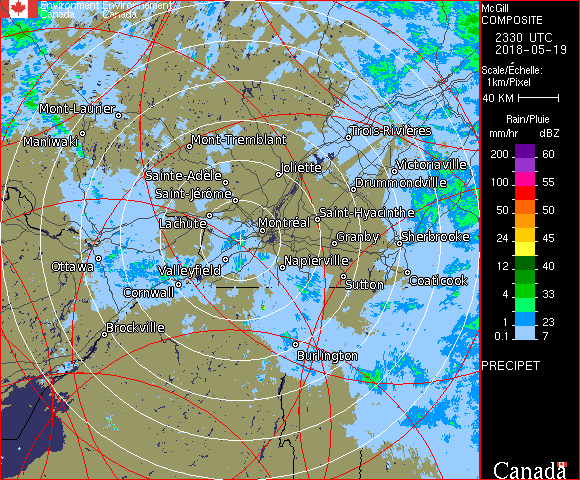 Environment Environnement
Canada Canada
McGill
COMPOSITE
2330 UTC
2018-05-19
Scale/Échelle:
1km/Pixel
40 KM
Rain/Pluie
mm/hr dBZ
200 60
100 55
50 50
24 45
12 40
4 33
1 23
0.1 7
PRECIPET
Canada
Mont-Laurier
Maniwaki
Mont-Tremblant
Trois-Rivières
Sainte-Adèle
Joliette
Victoriaville
Saint-Jérôme
Drummondville
Lachute
Montréal
Saint-Hyacinthe
Granby
Sherbrooke
Ottawa
Valleyfield
Napierville
Cornwall
Sutton
Coaticook
Brockville
Burlington